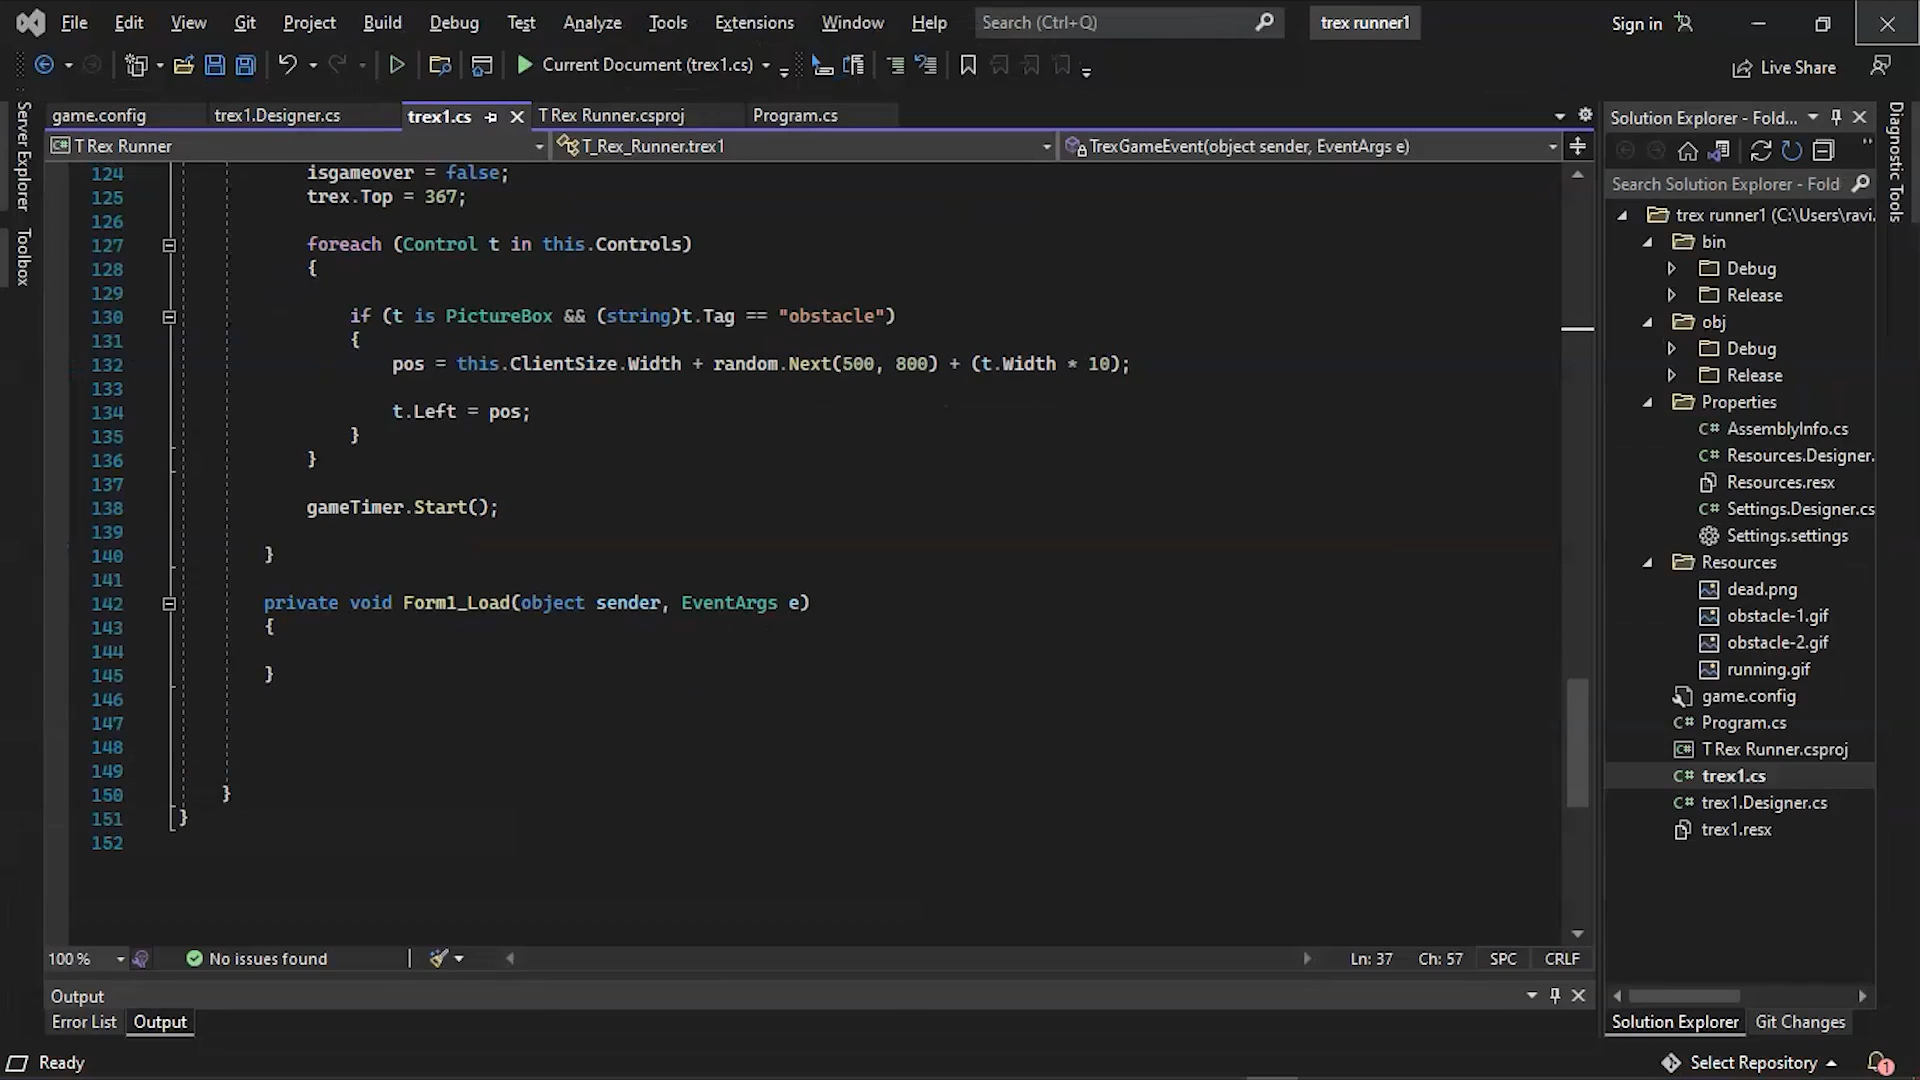 File Edit View Git Project Build Debug Test Analyze Tools Extensions Window Help Search (Ctrl+Q) trex runner1 Sign in
Current Document (trex1.cs) Live Share
game.config trex1.Designer.cs trex1.cs T Rex Runner.csproj Program.cs
T Rex Runner T_Rex_Runner.trex1 TrexGameEvent(object sender, EventArgs e)
Server Explorer
Toolbox
124 isgameover = false;
125 trex.Top = 367;
126
127 foreach (Control t in this.Controls)
128 {
129
130 if (t is PictureBox && (string)t.Tag == "obstacle")
131 {
132 pos = this.ClientSize.Width + random.Next(500, 800) + (t.Width * 10);
133
134 t.Left = pos;
135 }
136 }
137
138 gameTimer.Start();
139
140 }
141
142 private void Form1_Load(object sender, EventArgs e)
143 {
144
145 }
146
147
148
149
150 }
151 }
152
100 % No issues found Ln: 37 Ch: 57 SPC CRLF
Output
Error List Output
Solution Explorer - Fold...
Search Solution Explorer - Fold
trex runner1 (C:\Users\ravi.
bin
Debug
Release
obj
Debug
Release
Properties
C# AssemblyInfo.cs
C# Resources.Designer.
Resources.resx
C# Settings.Designer.cs
Settings.settings
Resources
dead.png
obstacle-1.gif
obstacle-2.gif
running.gif
game.config
C# Program.cs
C# T Rex Runner.csproj
C# trex1.cs
C# trex1.Designer.cs
trex1.resx
Solution Explorer Git Changes
Diagnostic Tools
Ready Select Repository 1